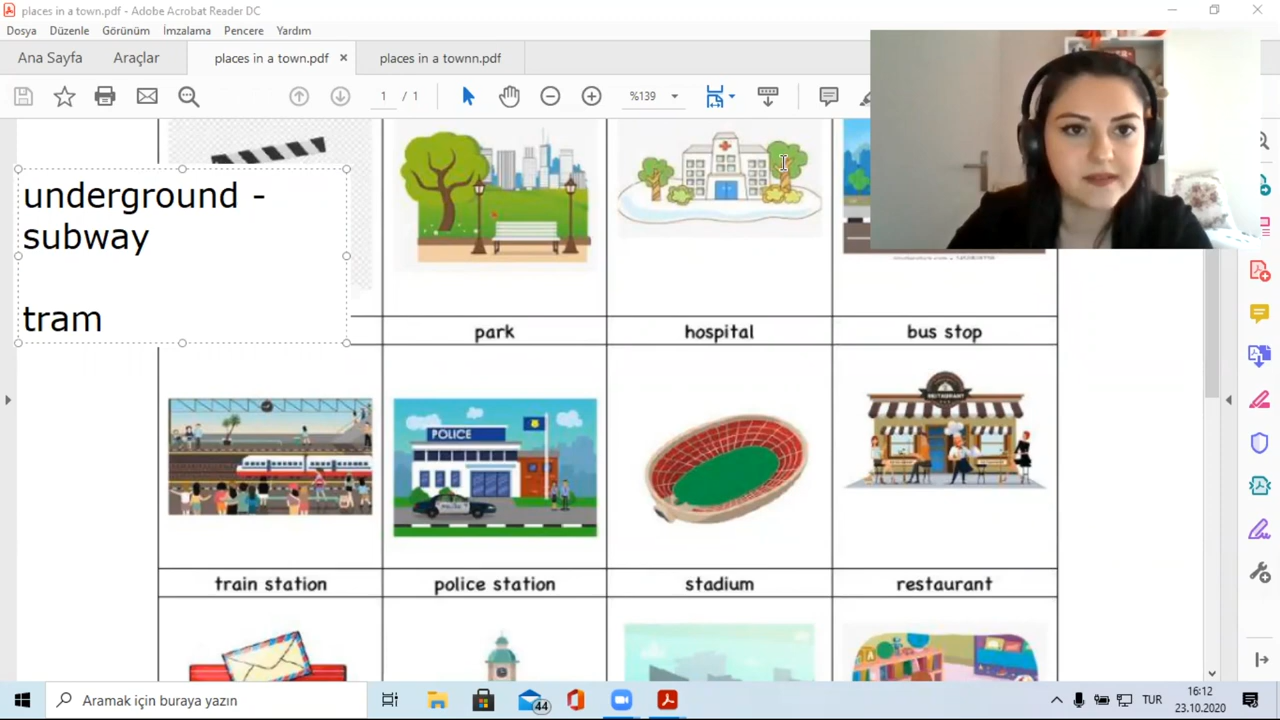 places in a town.pdf - Adobe Acrobat Reader DC
Dosya Düzenle Görünüm İmzalama Pencere Yardım
Ana Sayfa Araçlar places in a town.pdf × places in a townn.pdf
1 / 1 %139
underground -
subway
tram
park hospital bus stop
RESTAURANT
POLICE
POLICE
train station police station stadium restaurant
A
Aramak için buraya yazın
44
TUR
16:12
23.10.2020